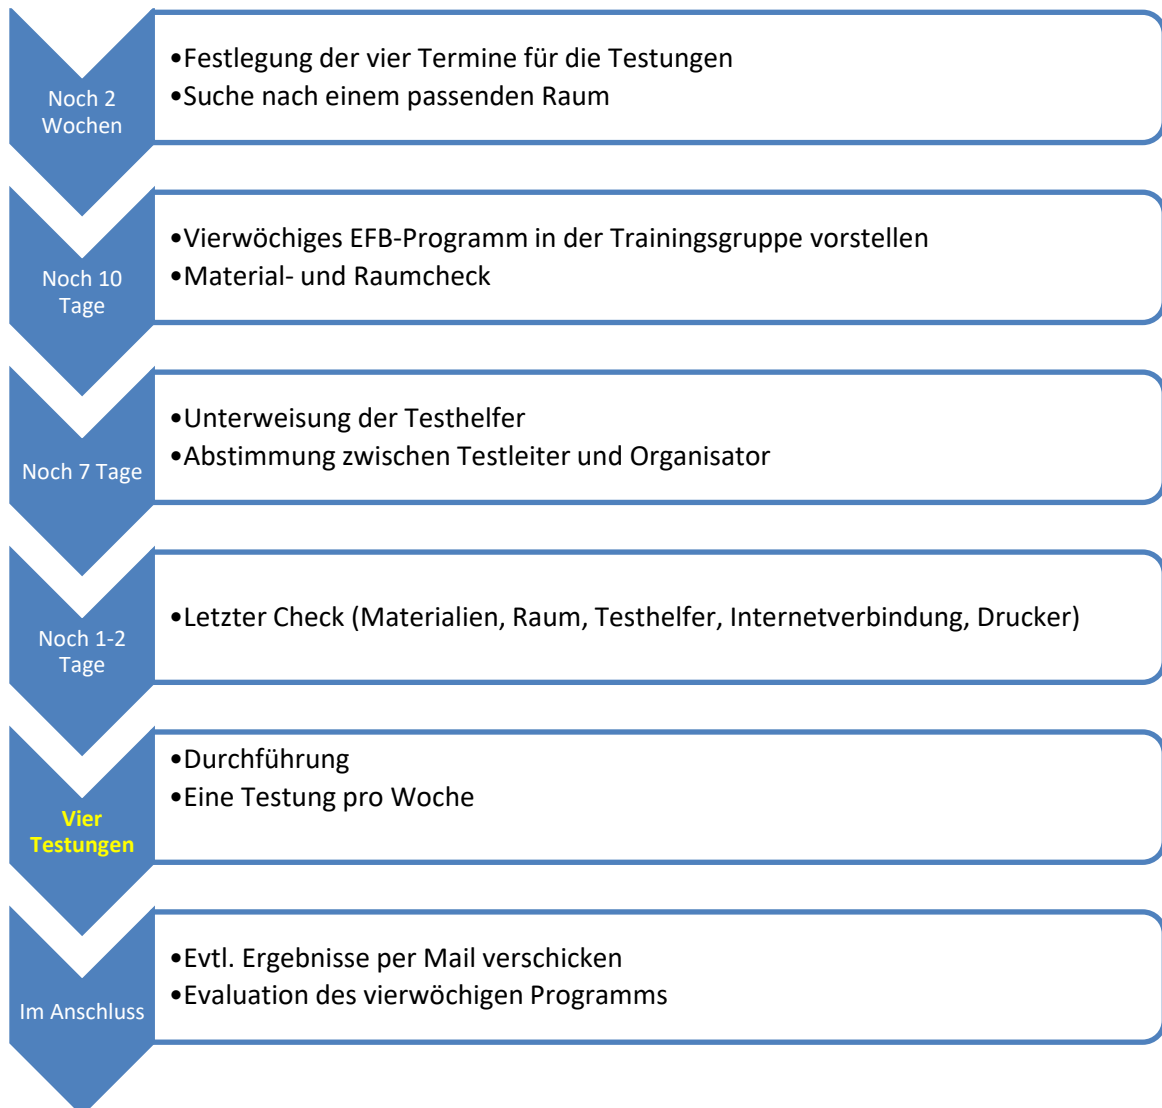 Noch 2
Wochen
•Festlegung der vier Termine für die Testungen
•Suche nach einem passenden Raum
Noch 10
Tage
•Vierwöchiges EFB-Programm in der Trainingsgruppe vorstellen
•Material- und Raumcheck
Noch 7 Tage
•Unterweisung der Testhelfer
•Abstimmung zwischen Testleiter und Organisator
Noch 1-2
Tage
•Letzter Check (Materialien, Raum, Testhelfer, Internetverbindung, Drucker)
Vier
Testungen
•Durchführung
•Eine Testung pro Woche
Im Anschluss
•Evtl. Ergebnisse per Mail verschicken
•Evaluation des vierwöchigen Programms